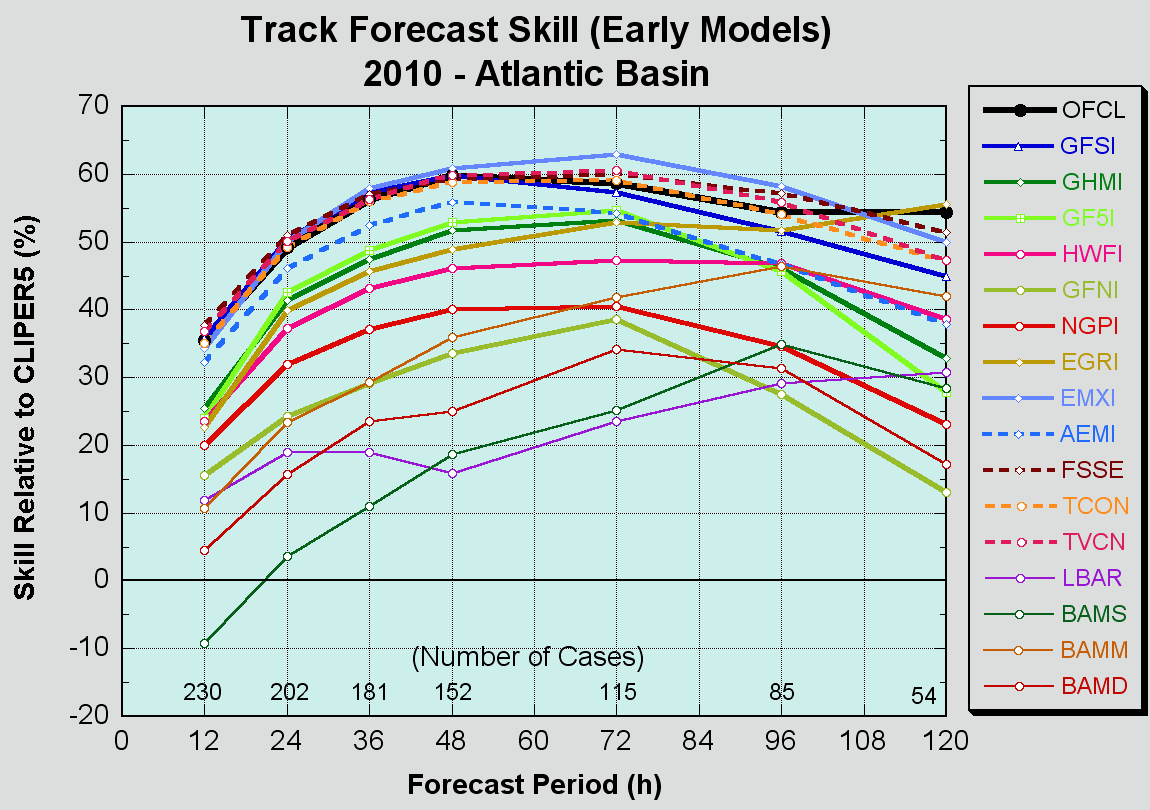 Track Forecast Skill (Early Models)
2010 - Atlantic Basin
Skill Relative to CLIPER5 (%)
70
60
50
40
30
20
10
0
-10
-20
(Number of Cases)
230 202 181 152 115 85 54
0 12 24 36 48 60 72 84 96 108 120
Forecast Period (h)
OFCL
GFSI
GHMI
GF5I
HWFI
GFNI
NGPI
EGRI
EMXI
AEMI
FSSE
TCON
TVCN
LBAR
BAMS
BAMM
BAMD